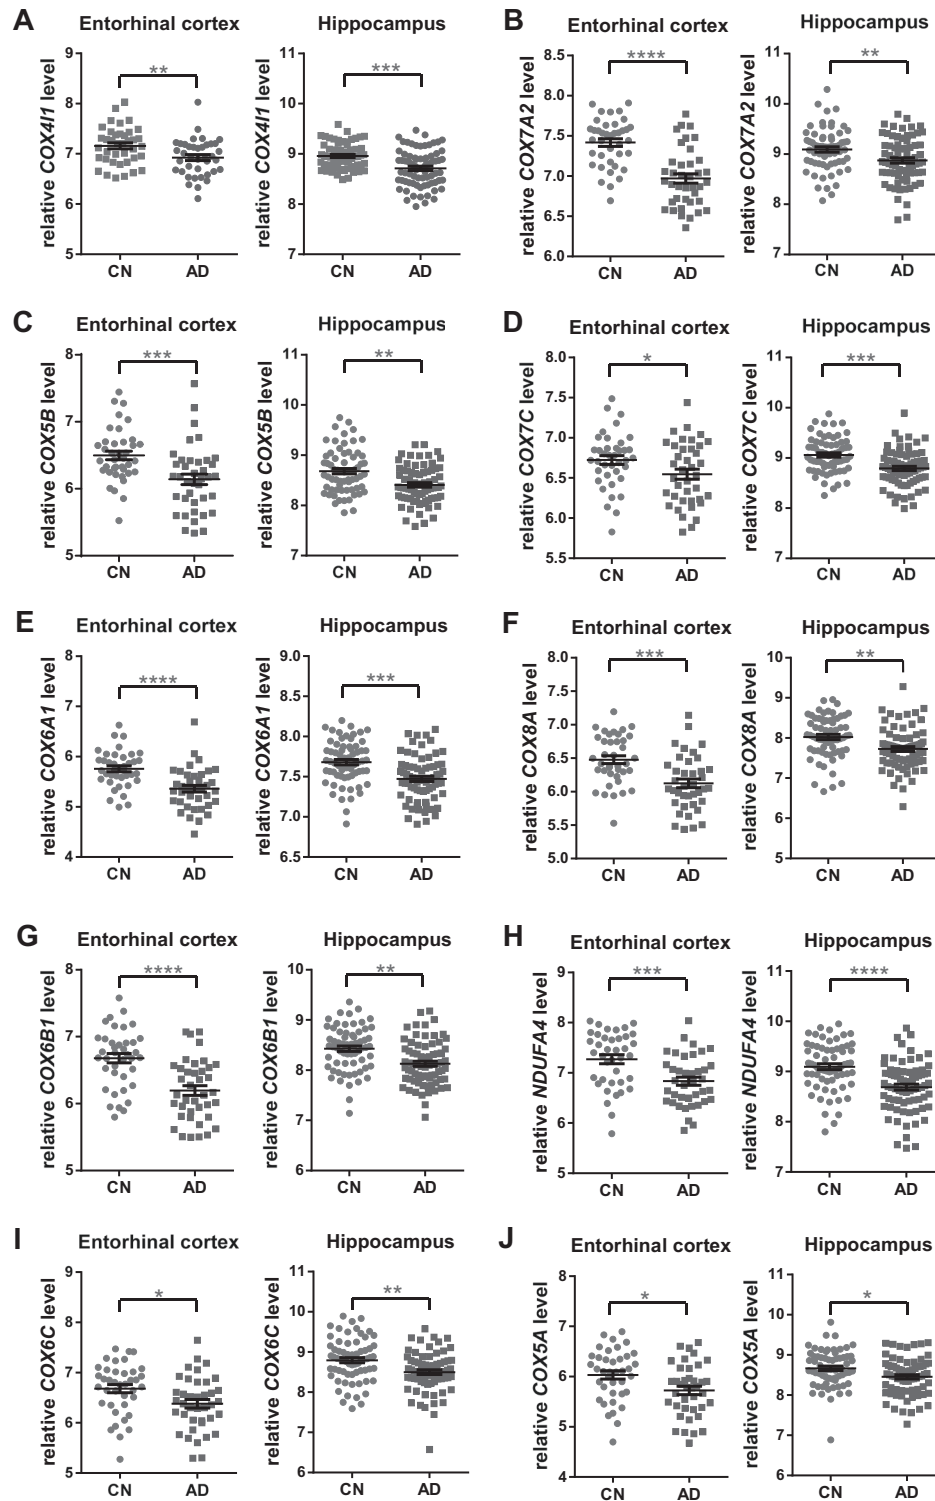 A
Entorhinal cortex
relative COX4I1 level
9
8
7
6
5
**
CN AD
Hippocampus
relative COX4I1 level
11
10
9
8
7
***
CN AD
B
Entorhinal cortex
relative COX7A2 level
8.5
8.0
7.5
7.0
6.5
6.0
****
CN AD
Hippocampus
relative COX7A2 level
11
10
9
8
7
**
CN AD
C
Entorhinal cortex
relative COX5B level
8
7
6
5
***
CN AD
Hippocampus
relative COX5B level
11
10
9
8
7
**
CN AD
D
Entorhinal cortex
relative COX7C level
8.0
7.5
7.0
6.5
6.0
5.5
*
CN AD
Hippocampus
relative COX7C level
11
10
9
8
7
***
CN AD
E
Entorhinal cortex
relative COX6A1 level
8
7
6
5
4
****
CN AD
Hippocampus
relative COX6A1 level
9.0
8.5
8.0
7.5
7.0
6.5
***
CN AD
F
Entorhinal cortex
relative COX8A level
8.0
7.5
7.0
6.5
6.0
5.5
5.0
***
CN AD
Hippocampus
relative COX8A level
10
9
8
7
6
5
**
CN AD
G
Entorhinal cortex
relative COX6B1 level
8
7
6
5
****
CN AD
Hippocampus
relative COX6B1 level
10
9
8
7
6
**
CN AD
H
Entorhinal cortex
relative NDUFA4 level
9
8
7
6
5
***
CN AD
Hippocampus
relative NDUFA4 level
11
10
9
8
7
****
CN AD
I
Entorhinal cortex
relative COX6C level
9
8
7
6
5
*
CN AD
Hippocampus
relative COX6C level
11
10
9
8
7
6
**
CN AD
J
Entorhinal cortex
relative COX5A level
8
7
6
5
4
*
CN AD
Hippocampus
relative COX5A level
11
10
9
8
7
6
*
CN AD